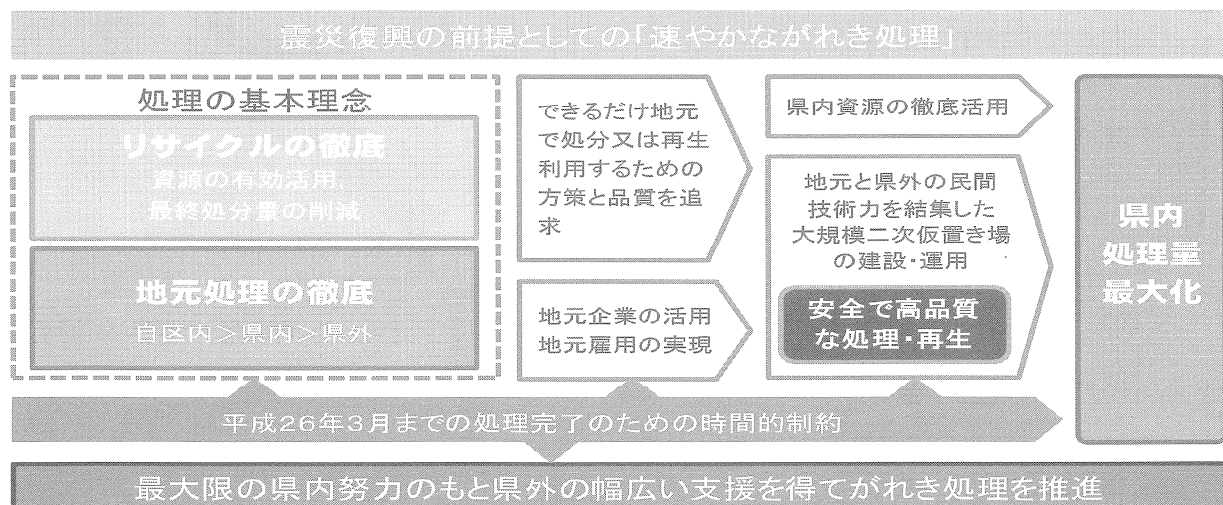 震災復興の前提としての「速やかながれき処理」
処理の基本理念
リサイクルの徹底
資源の有効活用、
最終処分量の削減
地元処理の徹底
自区内>県内>県外
できるだけ地元
で処分又は再生
利用するための
方策と品質を追
求
地元企業の活用
地元雇用の実現
県内資源の徹底活用
地元と県外の民間
技術力を結集した
大規模二次仮置き場
の建設・運用
安全で高品質
な処理・再生
県内
処理量
最大化
平成26年3月までの処理完了のための時間的制約
最大限の県内努力のもと県外の幅広い支援を得てがれき処理を推進